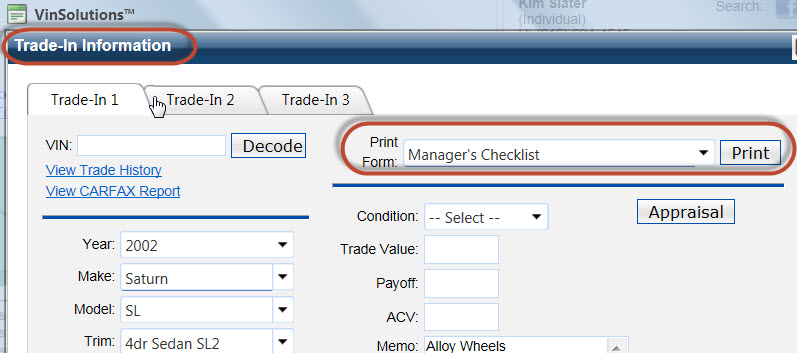 VinSolutions™
Kim Slater
(Individual)
Search:
Trade-In Information
Trade-In 1 Trade-In 2 Trade-In 3
VIN: Decode
View Trade History
View CARFAX Report
Print Form: Manager's Checklist Print
Condition: -- Select -- Appraisal
Year: 2002
Trade Value:
Make: Saturn
Payoff:
Model: SL
ACV:
Trim: 4dr Sedan SL2
Memo: Alloy Wheels